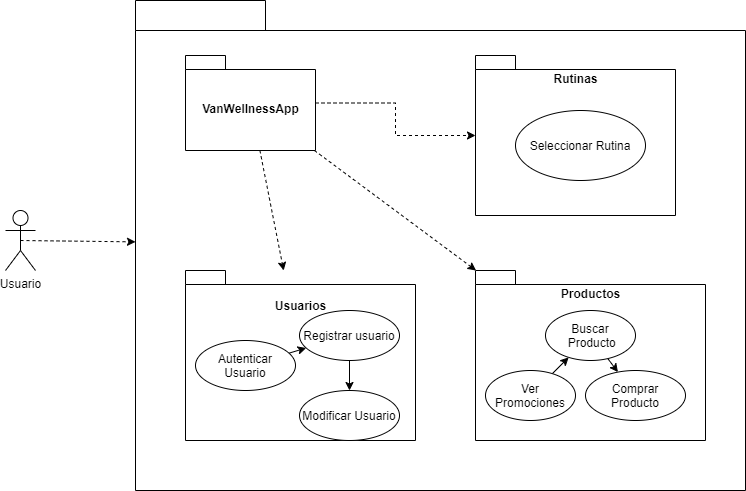 VanWellnessApp
Rutinas
Seleccionar Rutina
Usuario
Usuarios
Registrar usuario
Autenticar
Usuario
Modificar Usuario
Productos
Buscar
Producto
Ver
Promociones
Comprar
Producto